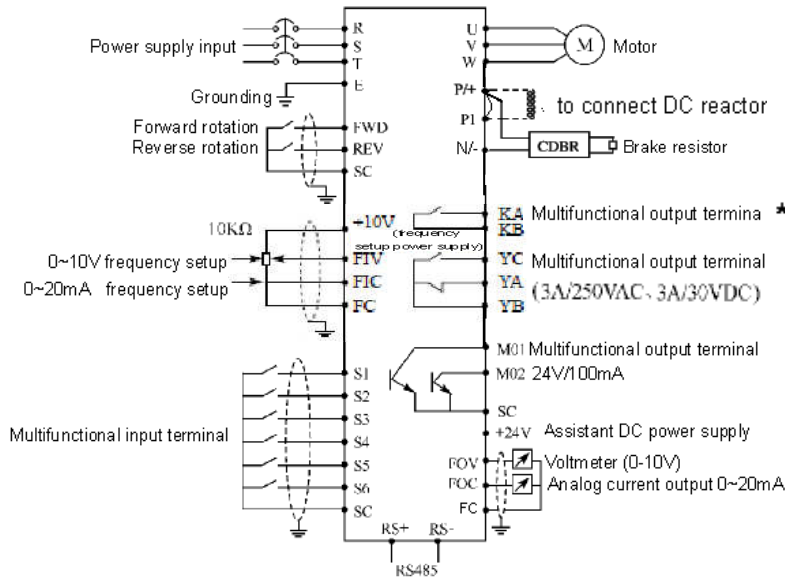 Power supply input
R
S
T
E
Grounding
Forward rotation
Reverse rotation
FWD
REV
SC
10KΩ
+10V
(frequency
setup power supply)
0~10V frequency setup
FIV
0~20mA frequency setup
FIC
FC
Multifunctional input terminal
S1
S2
S3
S4
S5
S6
SC
RS+
RS-
RS485
U
V
W
M
Motor
P/+
P1
to connect DC reactor
N/-
CDBR
Brake resistor
KA
KB
Multifunctional output termina *
YC
YA
YB
Multifunctional output terminal
(3A/250VAC、3A/30VDC)
M01 Multifunctional output terminal
M02 24V/100mA
SC
+24V Assistant DC power supply
FOV
Voltmeter (0-10V)
FOC
Analog current output 0~20mA
FC